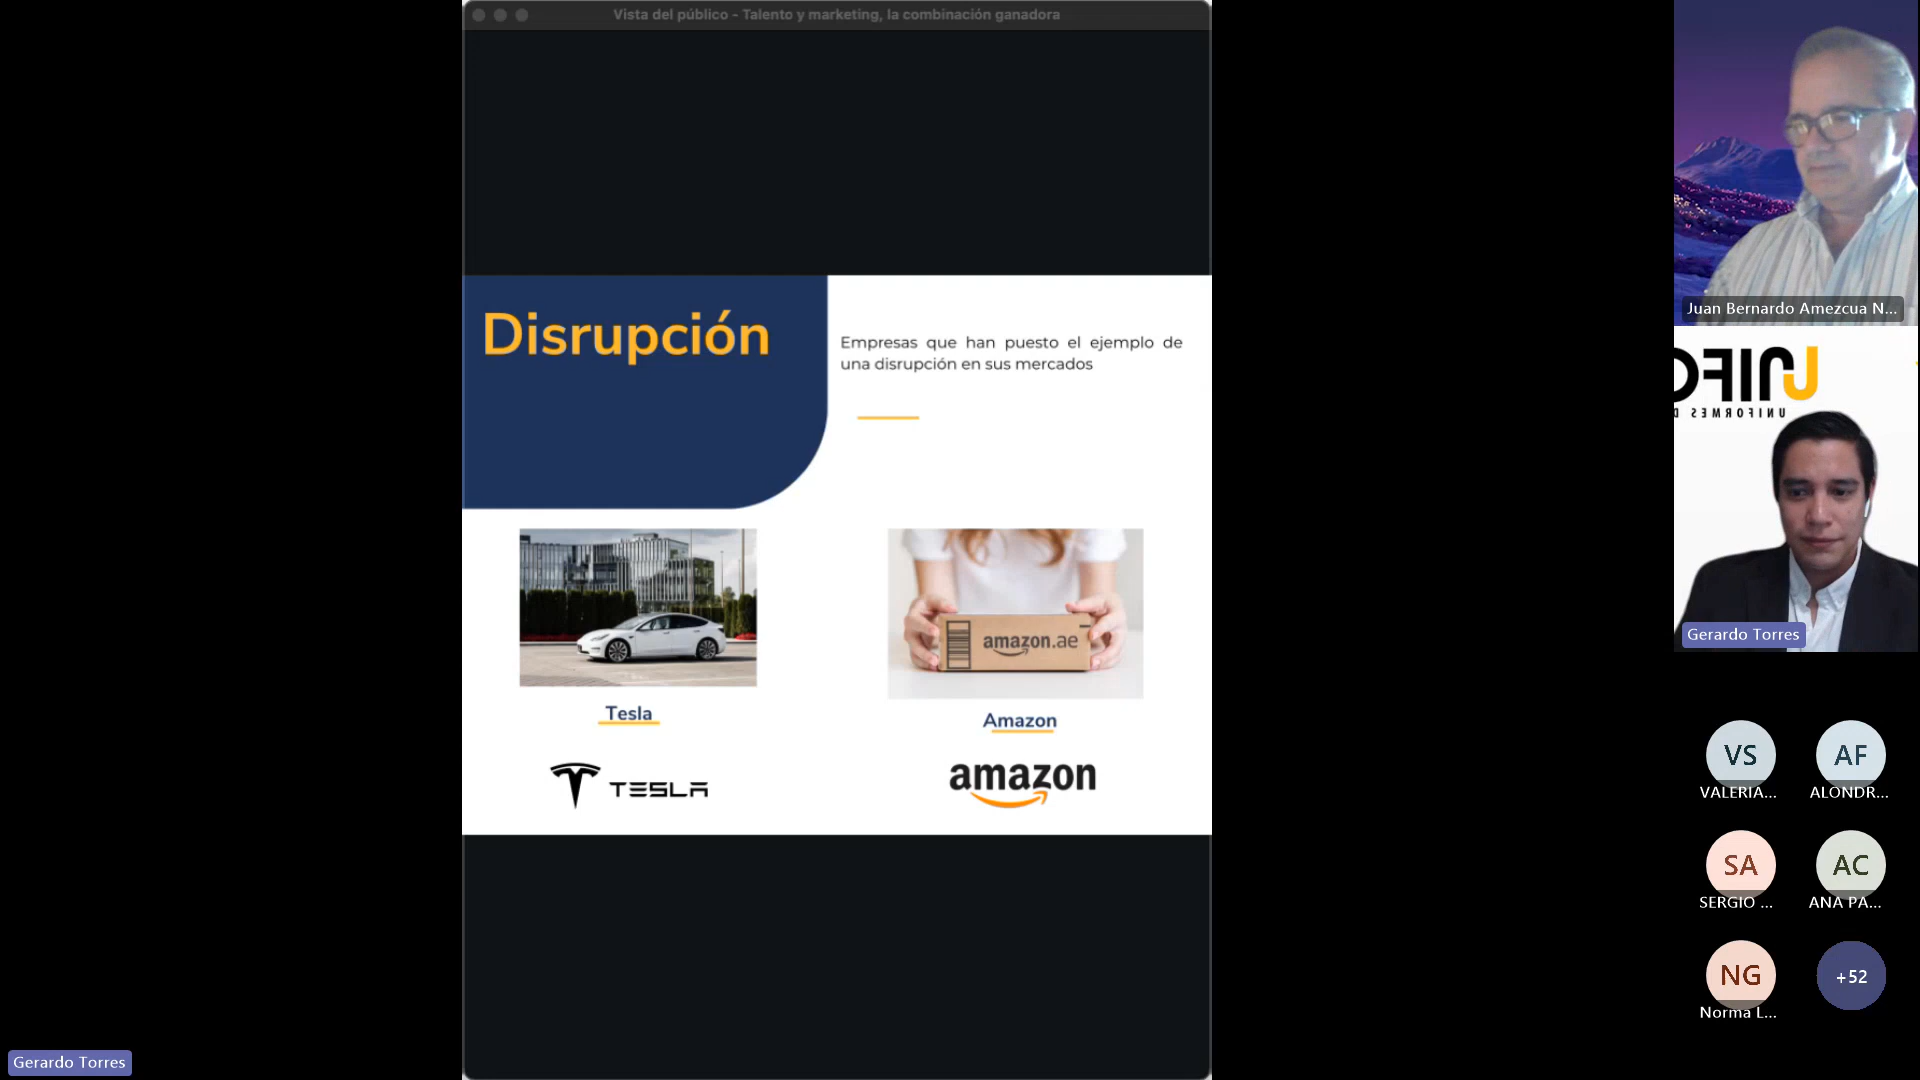 Vista del público - Talento y marketing, la combinación ganadora
Disrupción
Empresas que han puesto el ejemplo de
una disrupción en sus mercados
amazon.ae
Tesla
Amazon
TESLA
amazon
Juan Bernardo Amezcua N...
UNIFO
UNIFORMES D
Gerardo Torres
VS
VALERIA...
AF
ALONDR...
SA
SERGIO ...
AC
ANA PA...
NG
Norma L...
+52
Gerardo Torres